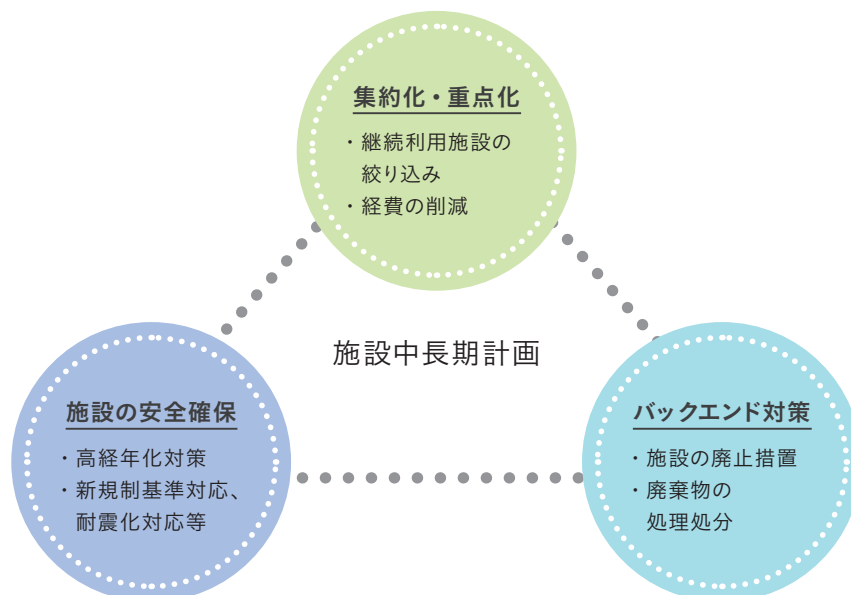 集約化・重点化
・継続利用施設の
絞り込み
・経費の削減
施設中長期計画
施設の安全確保
・高経年化対策
・新規制基準対応、
耐震化対応等
バックエンド対策
・施設の廃止措置
・廃棄物の
処理処分